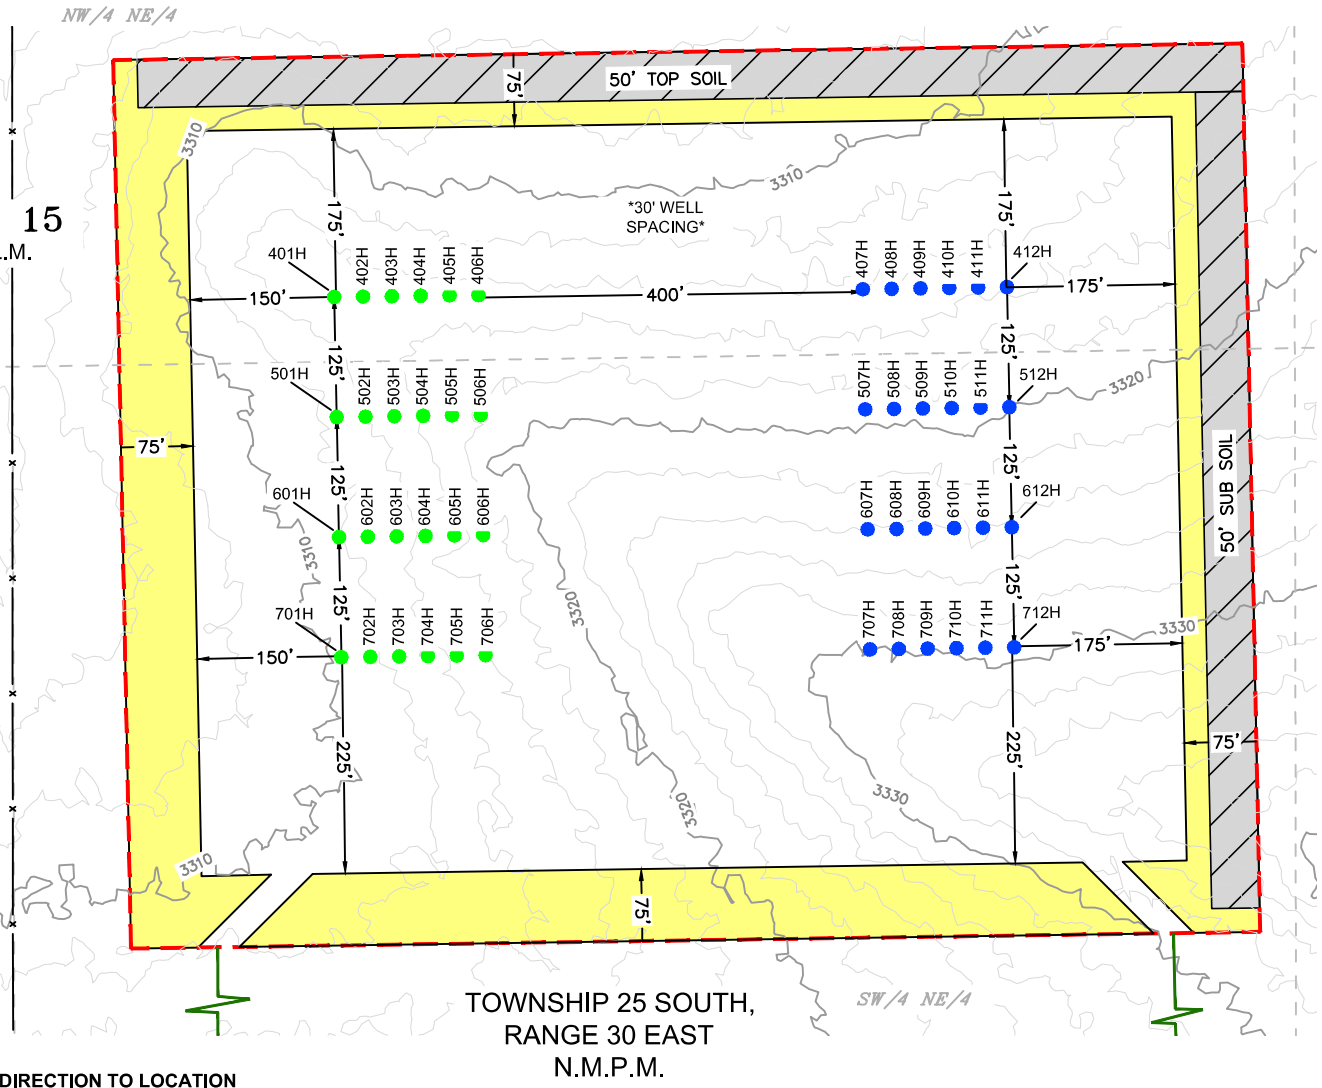 NW/4 NE/4
75'
50' TOP SOIL
3310
15
.M.
175'
*30' WELL
SPACING*
3310
175'
401H
402H
403H
404H
405H
406H
407H
408H
409H
410H
411H
412H
150'
400'
175'
125'
125'
501H
502H
503H
504H
505H
506H
507H
508H
509H
510H
511H
512H
3320
75'
50' SUB SOIL
125'
125'
601H
602H
603H
604H
605H
606H
607H
608H
609H
610H
611H
612H
3310
125'
125'
3320
701H
702H
703H
704H
705H
706H
707H
708H
709H
710H
711H
712H
3330
150'
175'
225'
225'
75'
3320
3330
3310
75'
TOWNSHIP 25 SOUTH,
RANGE 30 EAST
N.M.P.M.
SW/4 NE/4
DIRECTION TO LOCATION